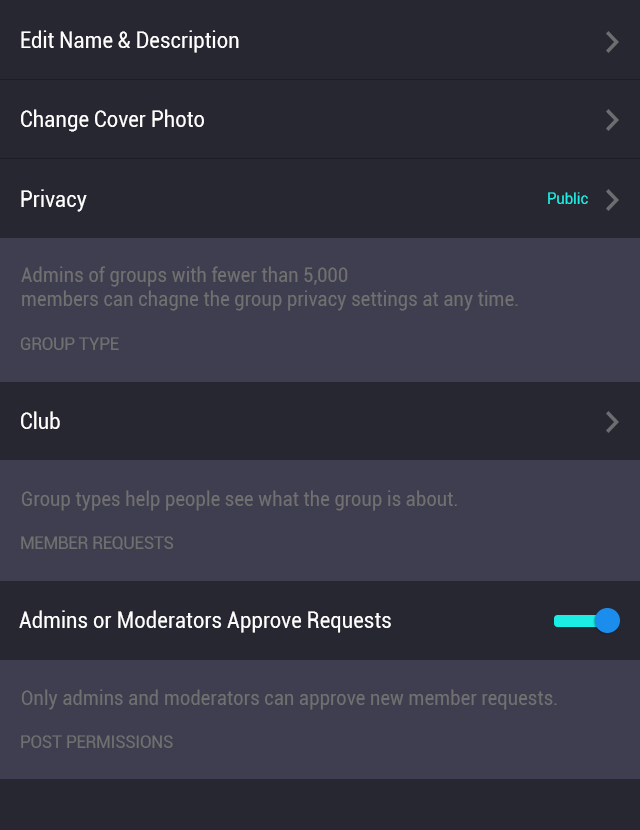 Edit Name & Description
Change Cover Photo
Privacy Public
Admins of groups with fewer than 5,000
members can chagne the group privacy settings at any time.
GROUP TYPE
Club
Group types help people see what the group is about.
MEMBER REQUESTS
Admins or Moderators Approve Requests
Only admins and moderators can approve new member requests.
POST PERMISSIONS